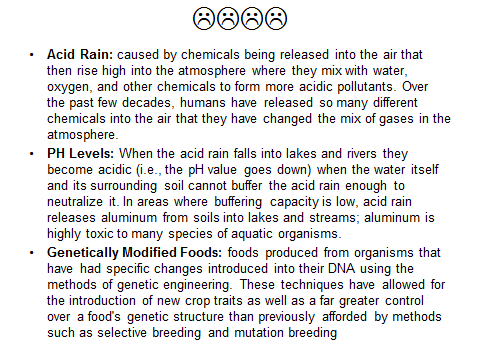 ☹☹☹☹
• Acid Rain: caused by chemicals being released into the air that
then rise high into the atmosphere where they mix with water,
oxygen, and other chemicals to form more acidic pollutants. Over
the past few decades, humans have released so many different
chemicals into the air that they have changed the mix of gases in the
atmosphere.
• PH Levels: When the acid rain falls into lakes and rivers they
become acidic (i.e., the pH value goes down) when the water itself
and its surrounding soil cannot buffer the acid rain enough to
neutralize it. In areas where buffering capacity is low, acid rain
releases aluminum from soils into lakes and streams; aluminum is
highly toxic to many species of aquatic organisms.
• Genetically Modified Foods: foods produced from organisms that
have had specific changes introduced into their DNA using the
methods of genetic engineering. These techniques have allowed for
the introduction of new crop traits as well as a far greater control
over a food's genetic structure than previously afforded by methods
such as selective breeding and mutation breeding